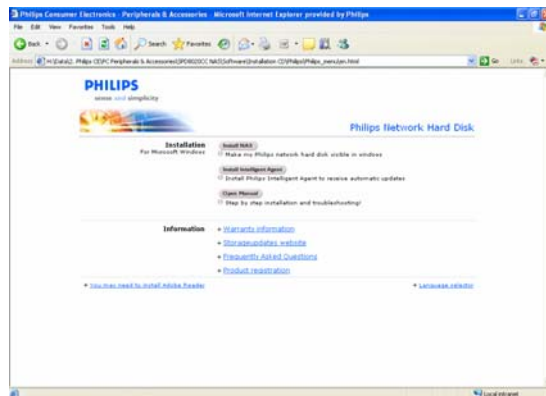 Philips Consumer Electronics - Peripherals & Accessories - Microsoft Internet Explorer provided by Philips
File Edit View Favorites Tools Help
Back Search Favorites
Address Go Links
PHILIPS
sense and simplicity
Philips Network Hard Disk
Installation
For Microsoft Windows
Install NAS
Make my Philips network hard disk visible in windows
Install Intelligent Agent
Install Philips Intelligent Agent to receive automatic updates
Open Manual
Step by step installation and troubleshooting!
Information
Warranty information
Storageupdates website
Frequently Asked Questions
Product registration
You may need to install Adobe Reader
Language selector
Local intranet